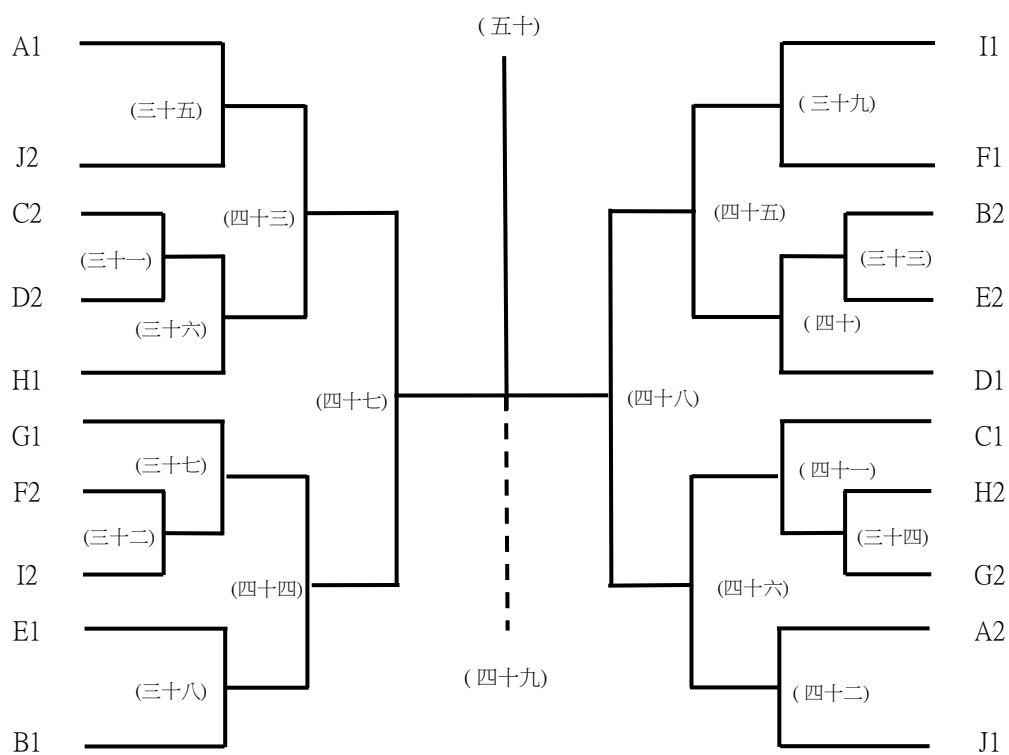 (五十)
A1
I1
(三十五)
(三十九)
J2
F1
C2
(四十三)
(四十五)
B2
(三十一)
(三十三)
D2
E2
(三十六)
(四十)
H1
D1
(四十七)
(四十八)
G1
C1
(三十七)
(四十一)
F2
H2
(三十二)
(三十四)
I2
G2
(四十四)
(四十六)
E1
A2
(四十九)
(三十八)
(四十二)
B1
J1